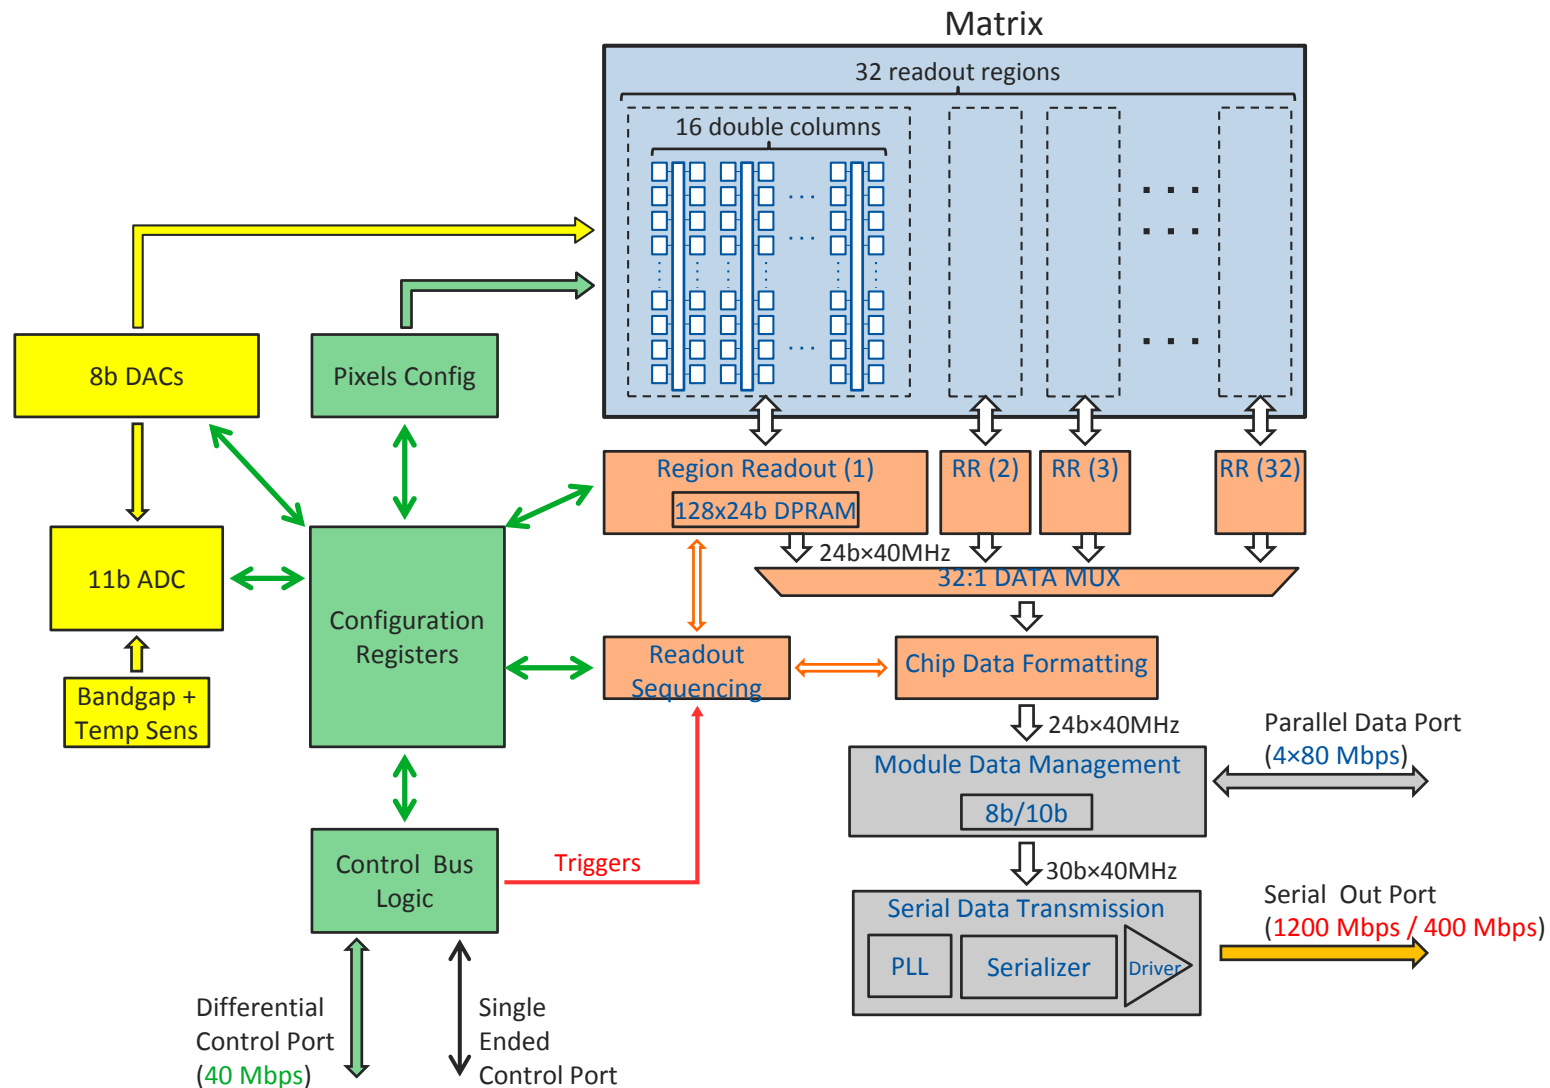 Matrix
32 readout regions
16 double columns
8b DACs
Pixels Config
Region Readout (1)
RR (2)
RR (3)
RR (32)
128x24b DPRAM
24b×40MHz
32:1 DATA MUX
11b ADC
Configuration
Registers
Readout
Sequencing
Chip Data Formatting
Bandgap +
Temp Sens
24b×40MHz
Parallel Data Port
(4×80 Mbps)
Module Data Management
8b/10b
Control Bus
Logic
Triggers
30b×40MHz
Serial Data Transmission
PLL
Serializer
Driver
Serial Out Port
(1200 Mbps / 400 Mbps)
Differential
Control Port
(40 Mbps)
Single
Ended
Control Port